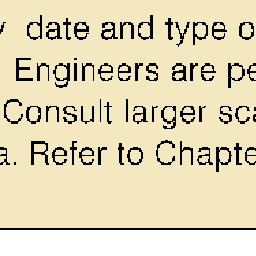 date and type o
Engineers are pe
Consult larger sca
a. Refer to Chapte